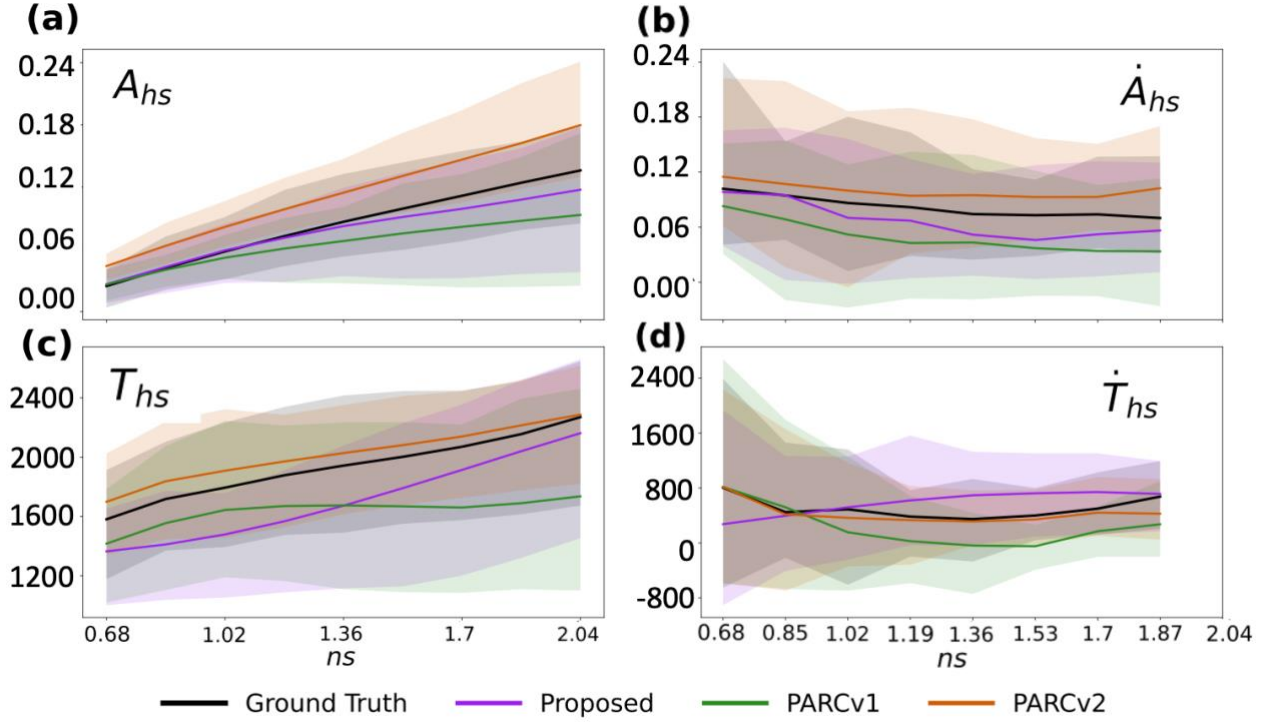 (a)
A_hs
0.24
0.18
0.12
0.06
0.00
(b)
Ȧ_hs
0.24
0.18
0.12
0.06
0.00
(c)
T_hs
2400
2000
1600
1200
0.68 1.02 1.36 1.7 2.04
ns
(d)
Ṫ_hs
2400
1600
800
0
-800
0.68 0.85 1.02 1.19 1.36 1.53 1.7 1.87 2.04
ns
Ground Truth Proposed PARCv1 PARCv2